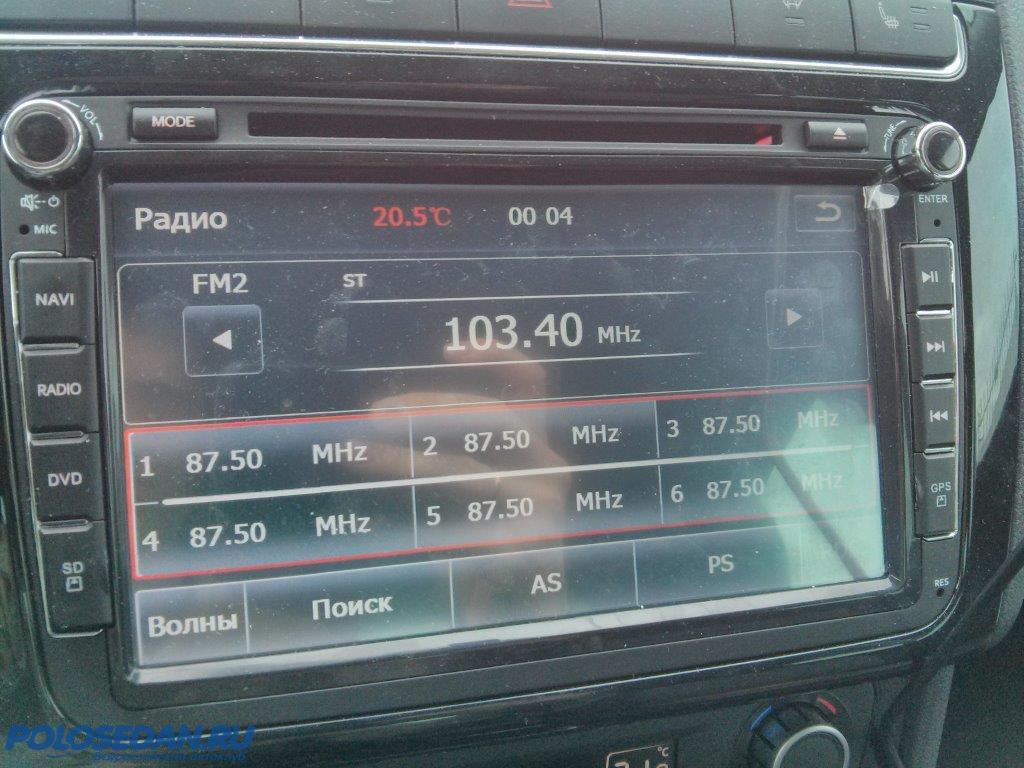 VOL
MODE
TUNE
MIC
ENTER
Радио 20.5℃ 00 04
FM2 ST
103.40 MHz
NAVI
RADIO
DVD
SD
GPS
RES
1 87.50 MHz 2 87.50 MHz 3 87.50 MHz
4 87.50 MHz 5 87.50 MHz 6 87.50 MHz
Волны Поиск AS PS
°C
POLOSEDAN.RU